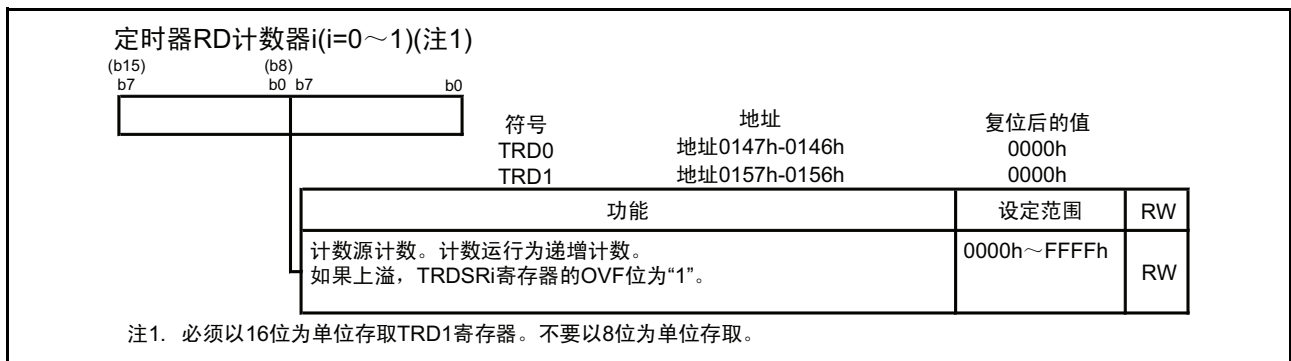 定时器RD计数器i(i=0～1)(注1)
(b15) (b8)
b7 b0 b7 b0
符号 地址 复位后的值
TRD0 地址0147h-0146h 0000h
TRD1 地址0157h-0156h 0000h
功能 设定范围 RW
计数源计数。计数运行为递增计数。 0000h～FFFFh
如果上溢，TRDSRi寄存器的OVF位为“1”。 RW
注1. 必须以16位为单位存取TRD1寄存器。不要以8位为单位存取。